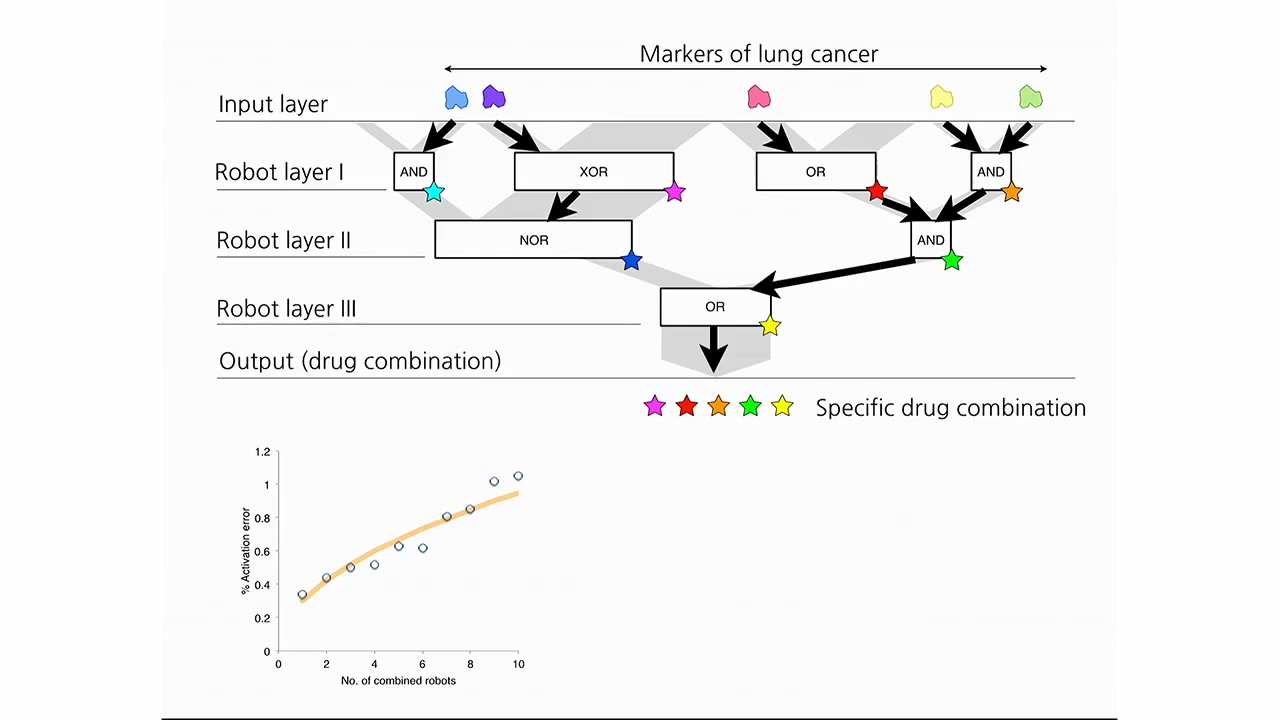 Markers of lung cancer
Input layer
Robot layer I
AND
XOR
OR
AND
Robot layer II
NOR
AND
Robot layer III
OR
Output (drug combination)
Specific drug combination
1.2
1
0.8
0.6
0.4
0.2
0
% Activation error
0 2 4 6 8 10
No. of combined robots